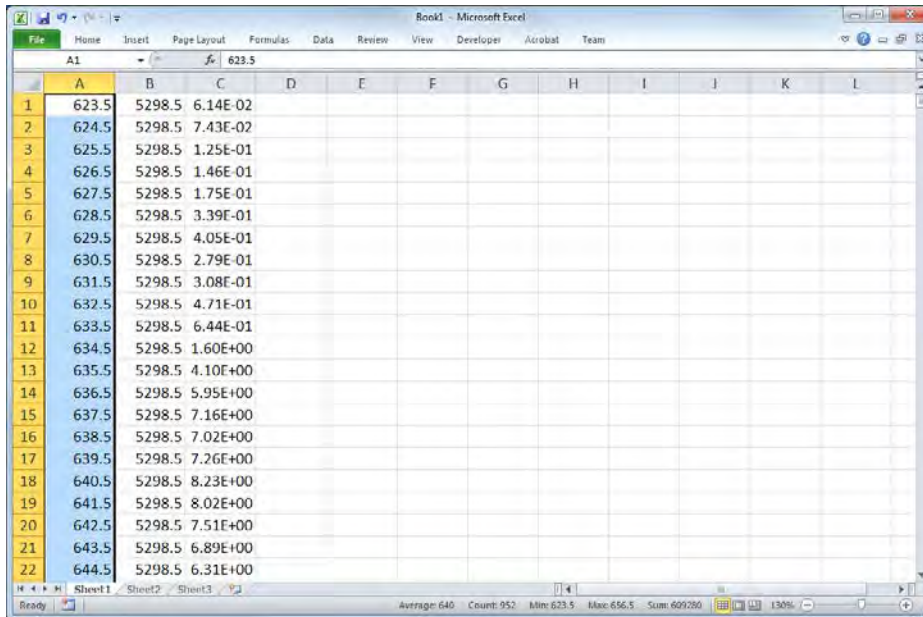 Book1 - Microsoft Excel
File Home Insert Page Layout Formulas Data Review View Developer Acrobat Team
A1 fx 623.5
A B C D E F G H I J K L
1 623.5 5298.5 6.14E-02
2 624.5 5298.5 7.43E-02
3 625.5 5298.5 1.25E-01
4 626.5 5298.5 1.46E-01
5 627.5 5298.5 1.75E-01
6 628.5 5298.5 3.39E-01
7 629.5 5298.5 4.05E-01
8 630.5 5298.5 2.79E-01
9 631.5 5298.5 3.08E-01
10 632.5 5298.5 4.71E-01
11 633.5 5298.5 6.44E-01
12 634.5 5298.5 1.60E+00
13 635.5 5298.5 4.10E+00
14 636.5 5298.5 5.95E+00
15 637.5 5298.5 7.16E+00
16 638.5 5298.5 7.02E+00
17 639.5 5298.5 7.26E+00
18 640.5 5298.5 8.23E+00
19 641.5 5298.5 8.02E+00
20 642.5 5298.5 7.51E+00
21 643.5 5298.5 6.89E+00
22 644.5 5298.5 6.31E+00
Sheet1 Sheet2 Sheet3
Ready Average: 640 Count: 952 Min: 623.5 Max: 656.5 Sum: 609280 130%